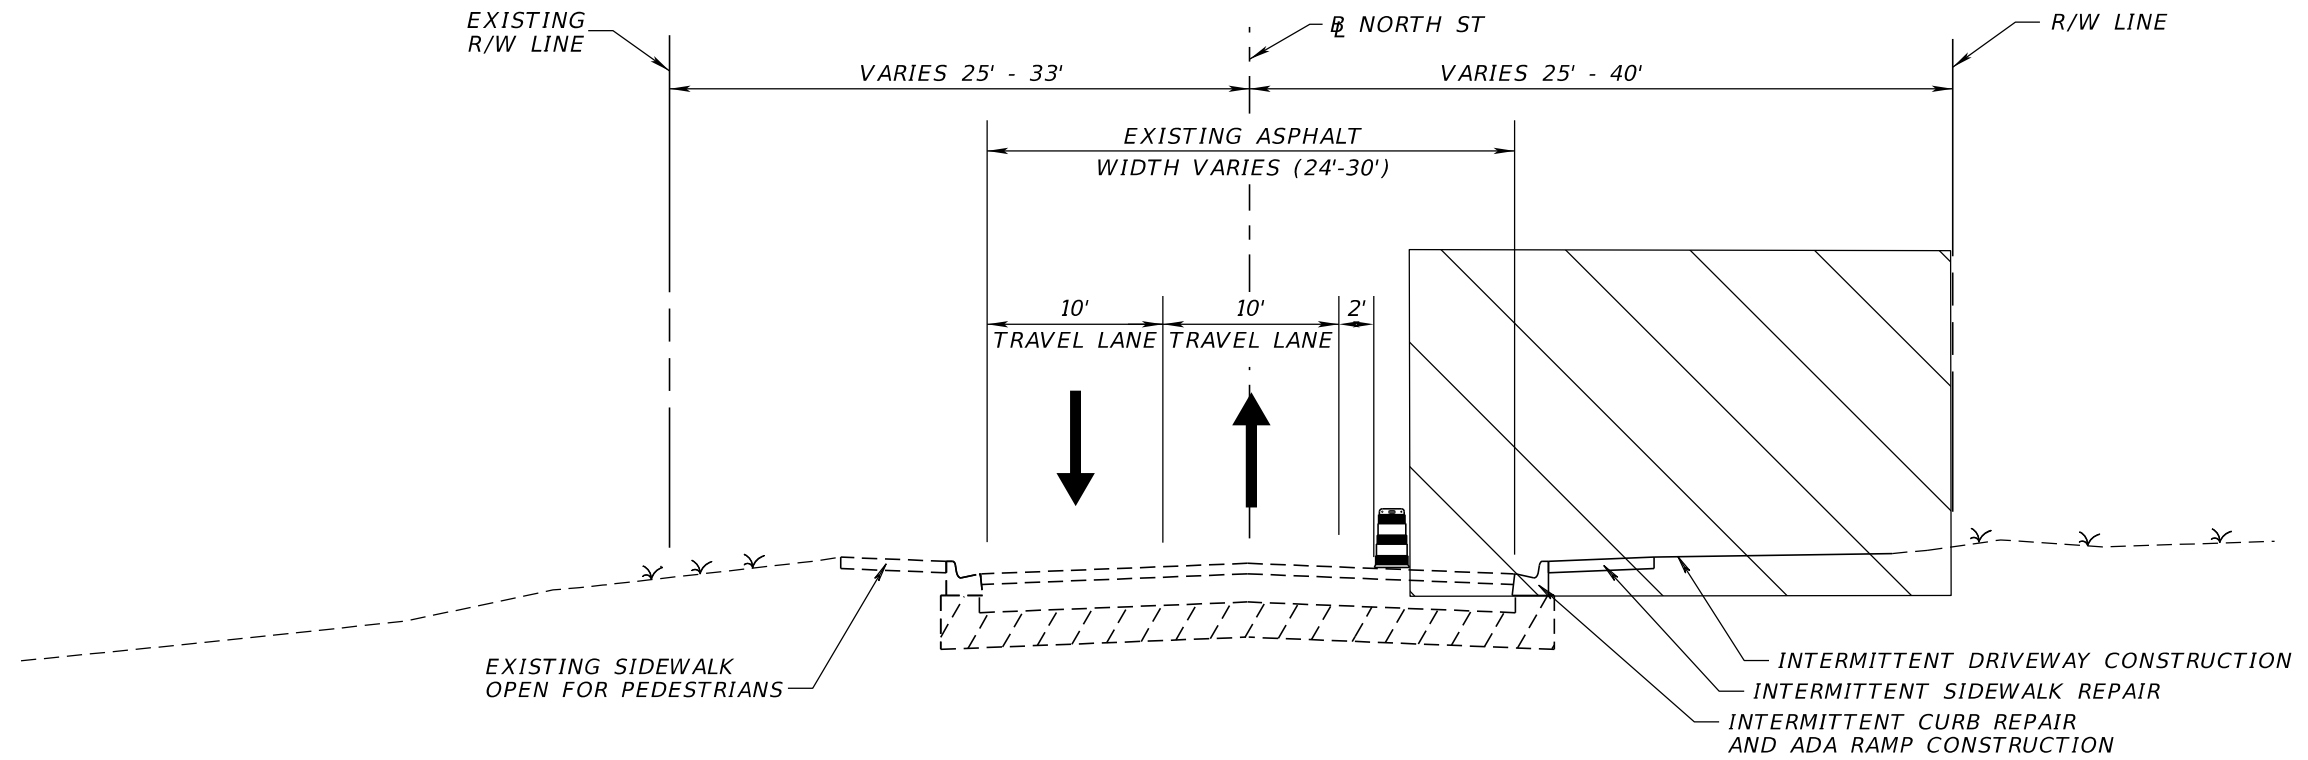 EXISTING
R/W LINE
BL NORTH ST
R/W LINE
VARIES 25' - 33'
VARIES 25' - 40'
EXISTING ASPHALT
WIDTH VARIES (24'-30')
10'
10'
2'
TRAVEL LANE
TRAVEL LANE
EXISTING SIDEWALK
OPEN FOR PEDESTRIANS
INTERMITTENT DRIVEWAY CONSTRUCTION
INTERMITTENT SIDEWALK REPAIR
INTERMITTENT CURB REPAIR
AND ADA RAMP CONSTRUCTION